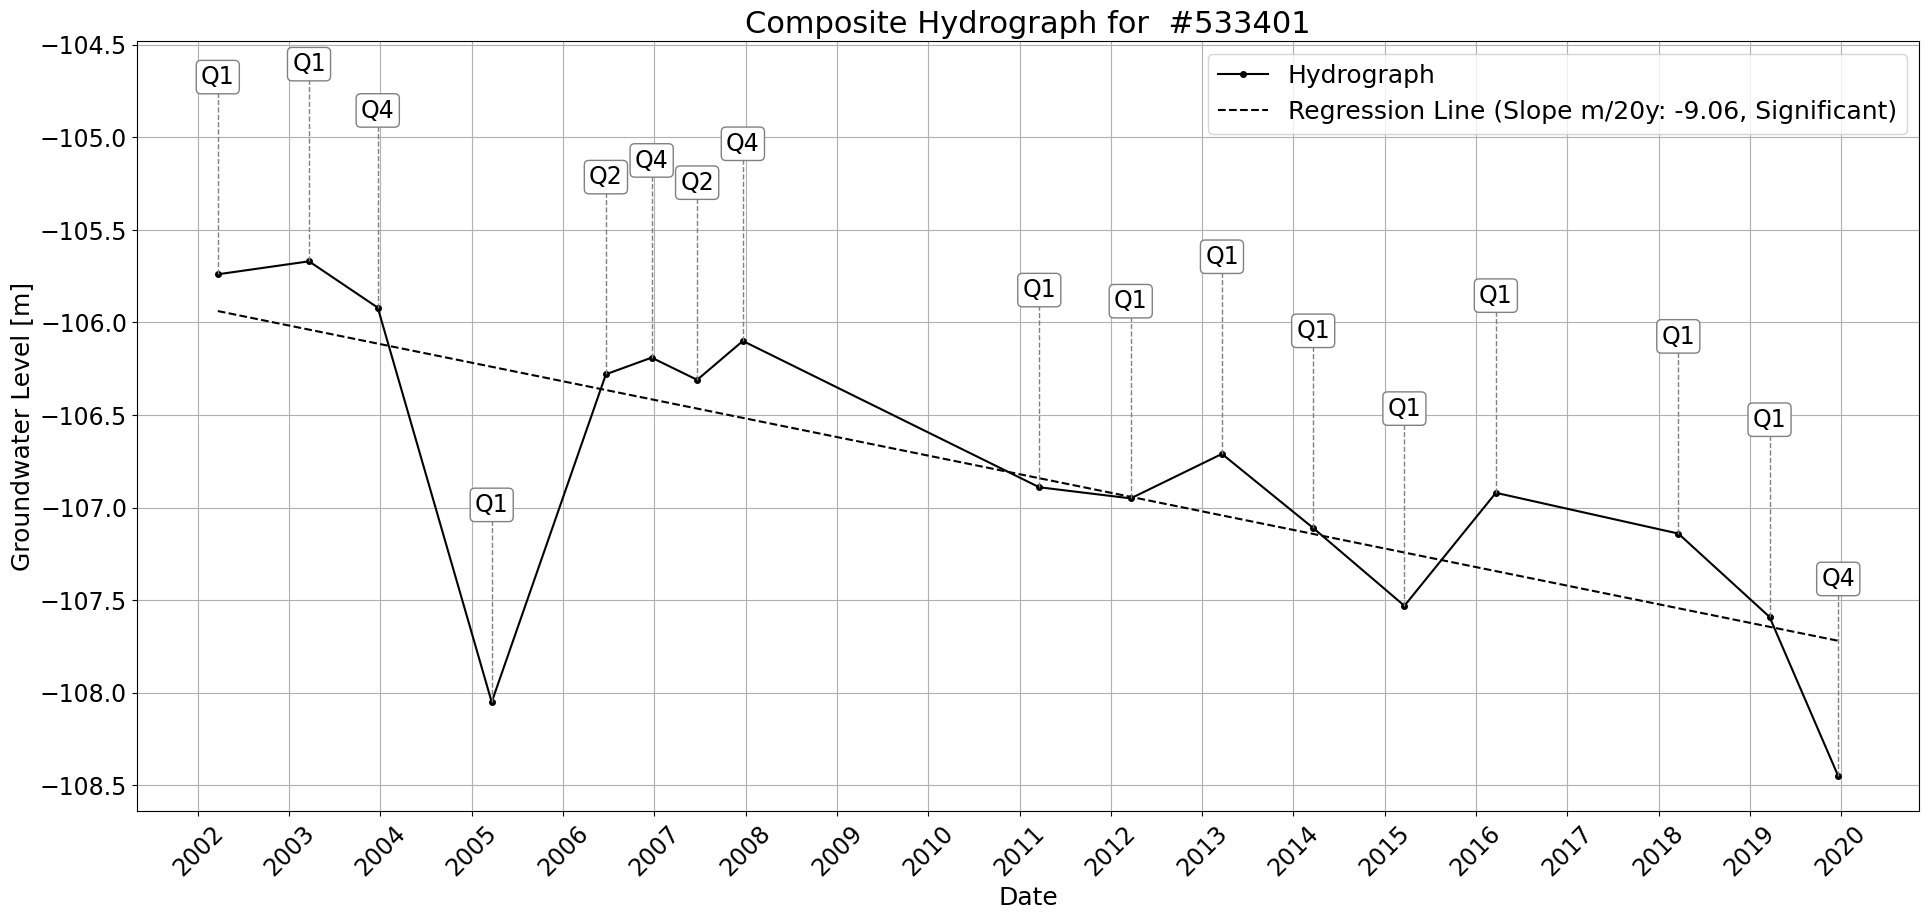 Composite Hydrograph for  #533401
Hydrograph
Regression Line (Slope m/20y: -9.06, Significant)
Groundwater Level [m]
−104.5
−105.0
−105.5
−106.0
−106.5
−107.0
−107.5
−108.0
−108.5
Q1
Q1
Q4
Q1
Q2
Q4
Q2
Q4
Q1
Q1
Q1
Q1
Q1
Q1
Q1
Q1
Q4
2002
2003
2004
2005
2006
2007
2008
2009
2010
2011
2012
2013
2014
2015
2016
2017
2018
2019
2020
Date